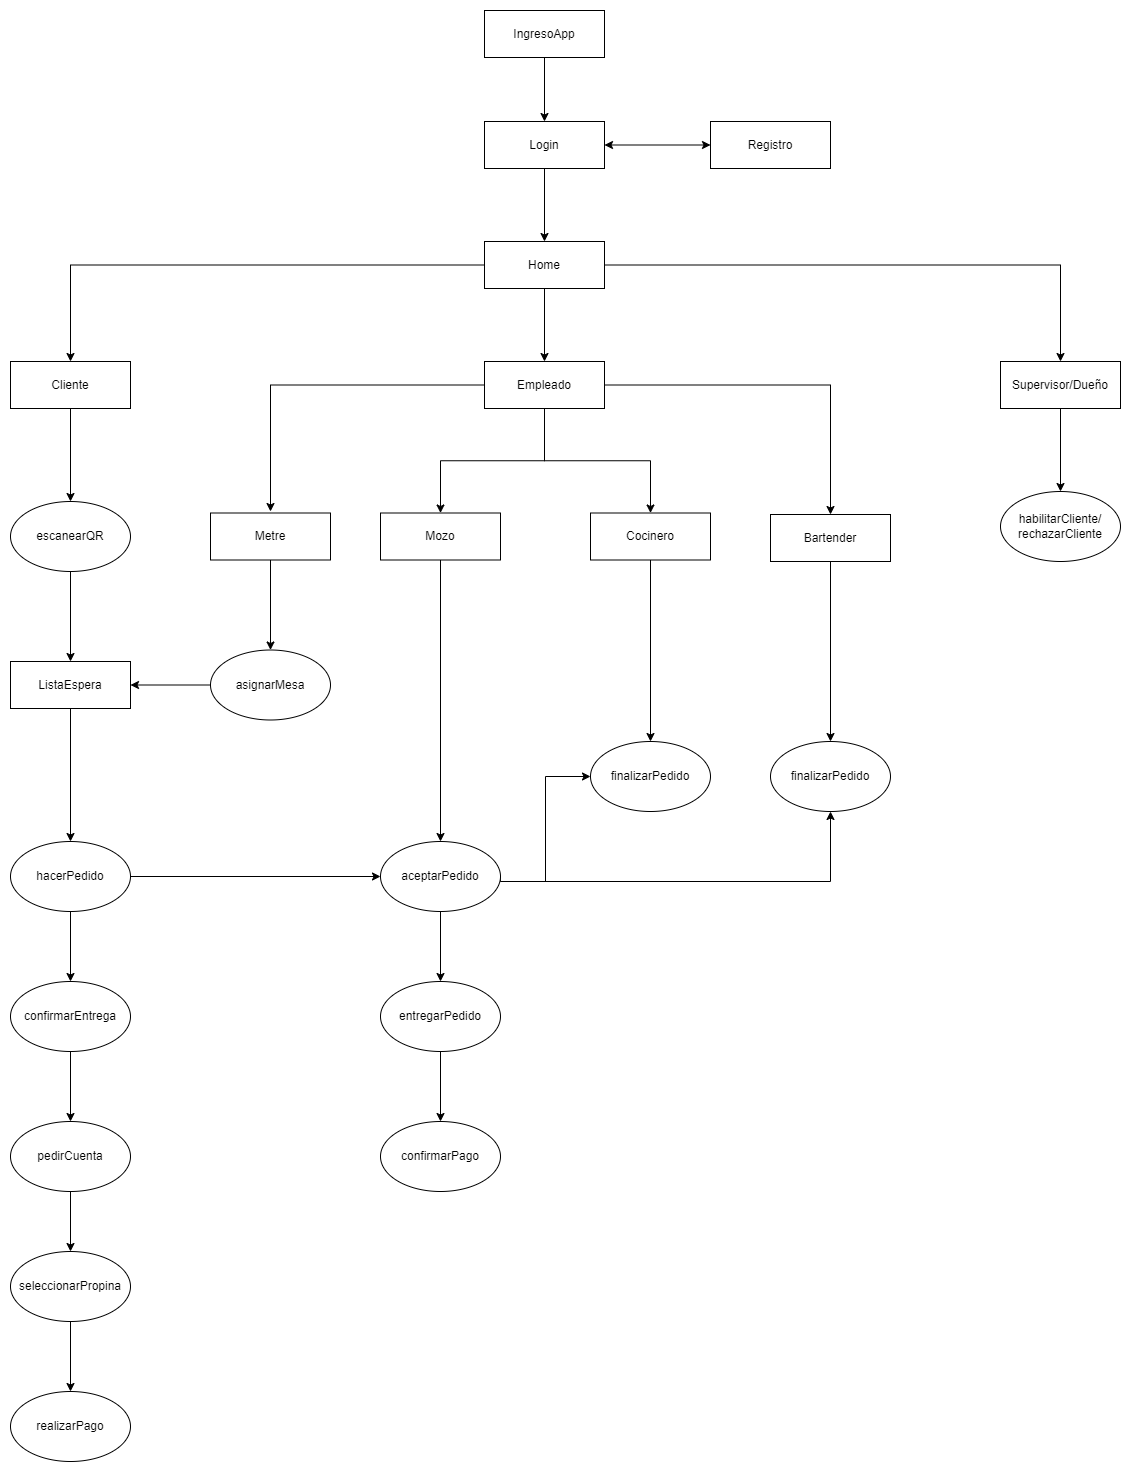 IngresoApp
Login
Registro
Home
Cliente
Empleado
Supervisor/Dueño
escanearQR
Metre
Mozo
Cocinero
Bartender
habilitarCliente/
rechazarCliente
ListaEspera
asignarMesa
finalizarPedido
finalizarPedido
hacerPedido
aceptarPedido
confirmarEntrega
entregarPedido
pedirCuenta
confirmarPago
seleccionarPropina
realizarPago